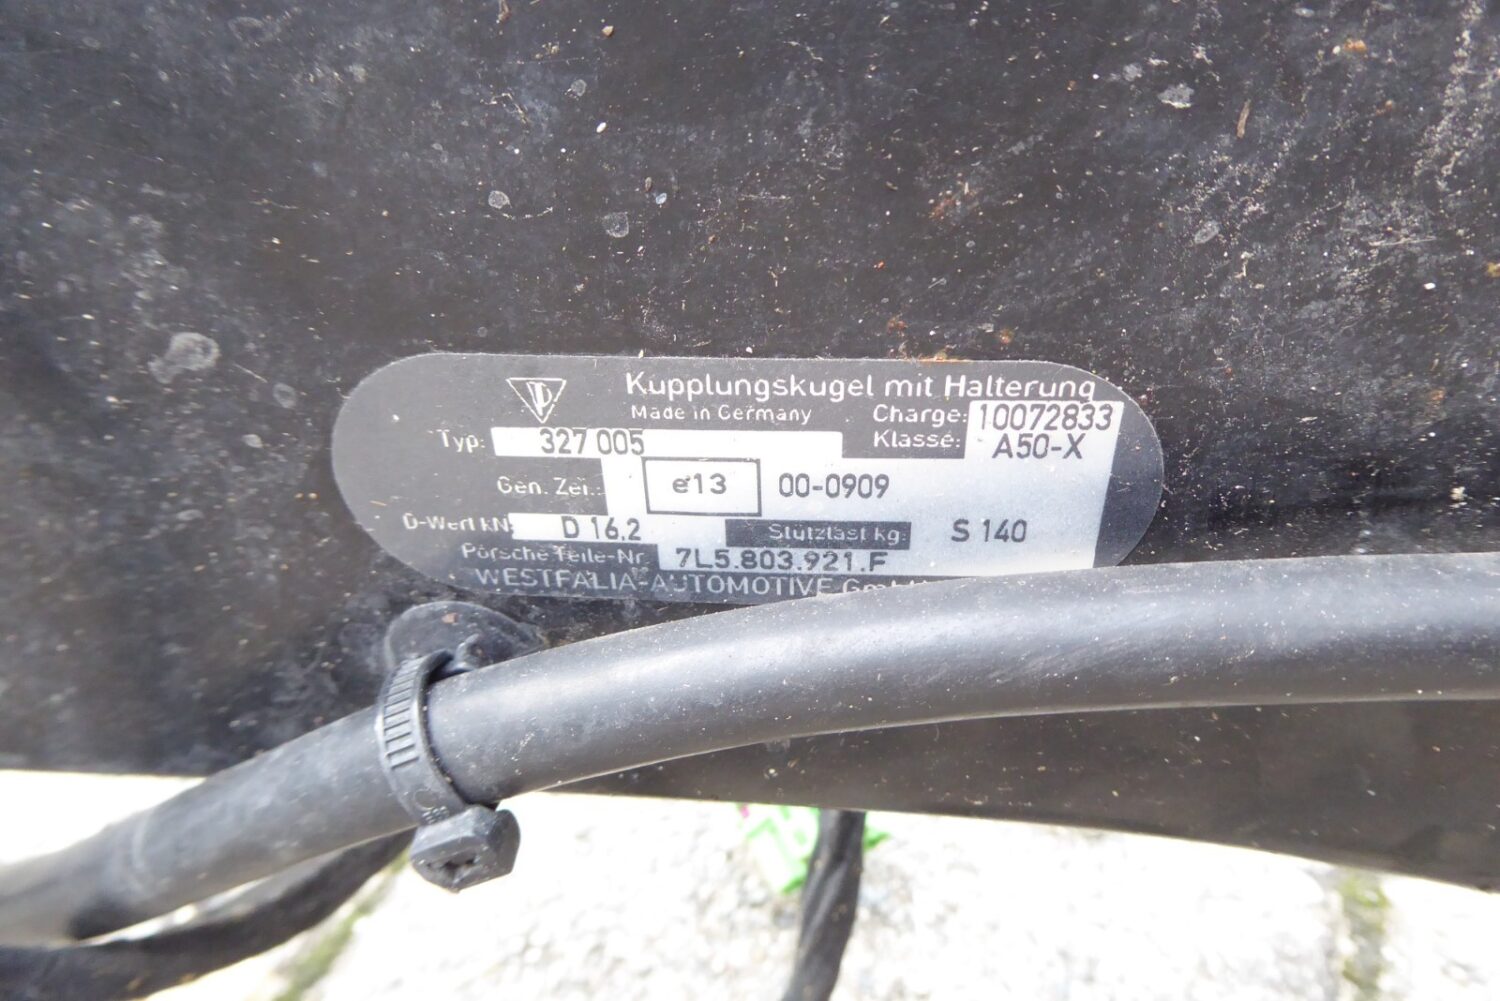 Kupplungskugel mit Halterung
Made in Germany Charge: 10072833
Typ: 327 005 Klasse: A50-X
Gen. Zei.: e13 00-0909
D-Wert kN: D 16,2 Stützlast kg: S 140
Porsche Teile-Nr. 7L5.803.921.F
WESTFALIA-AUTOMOTIVE